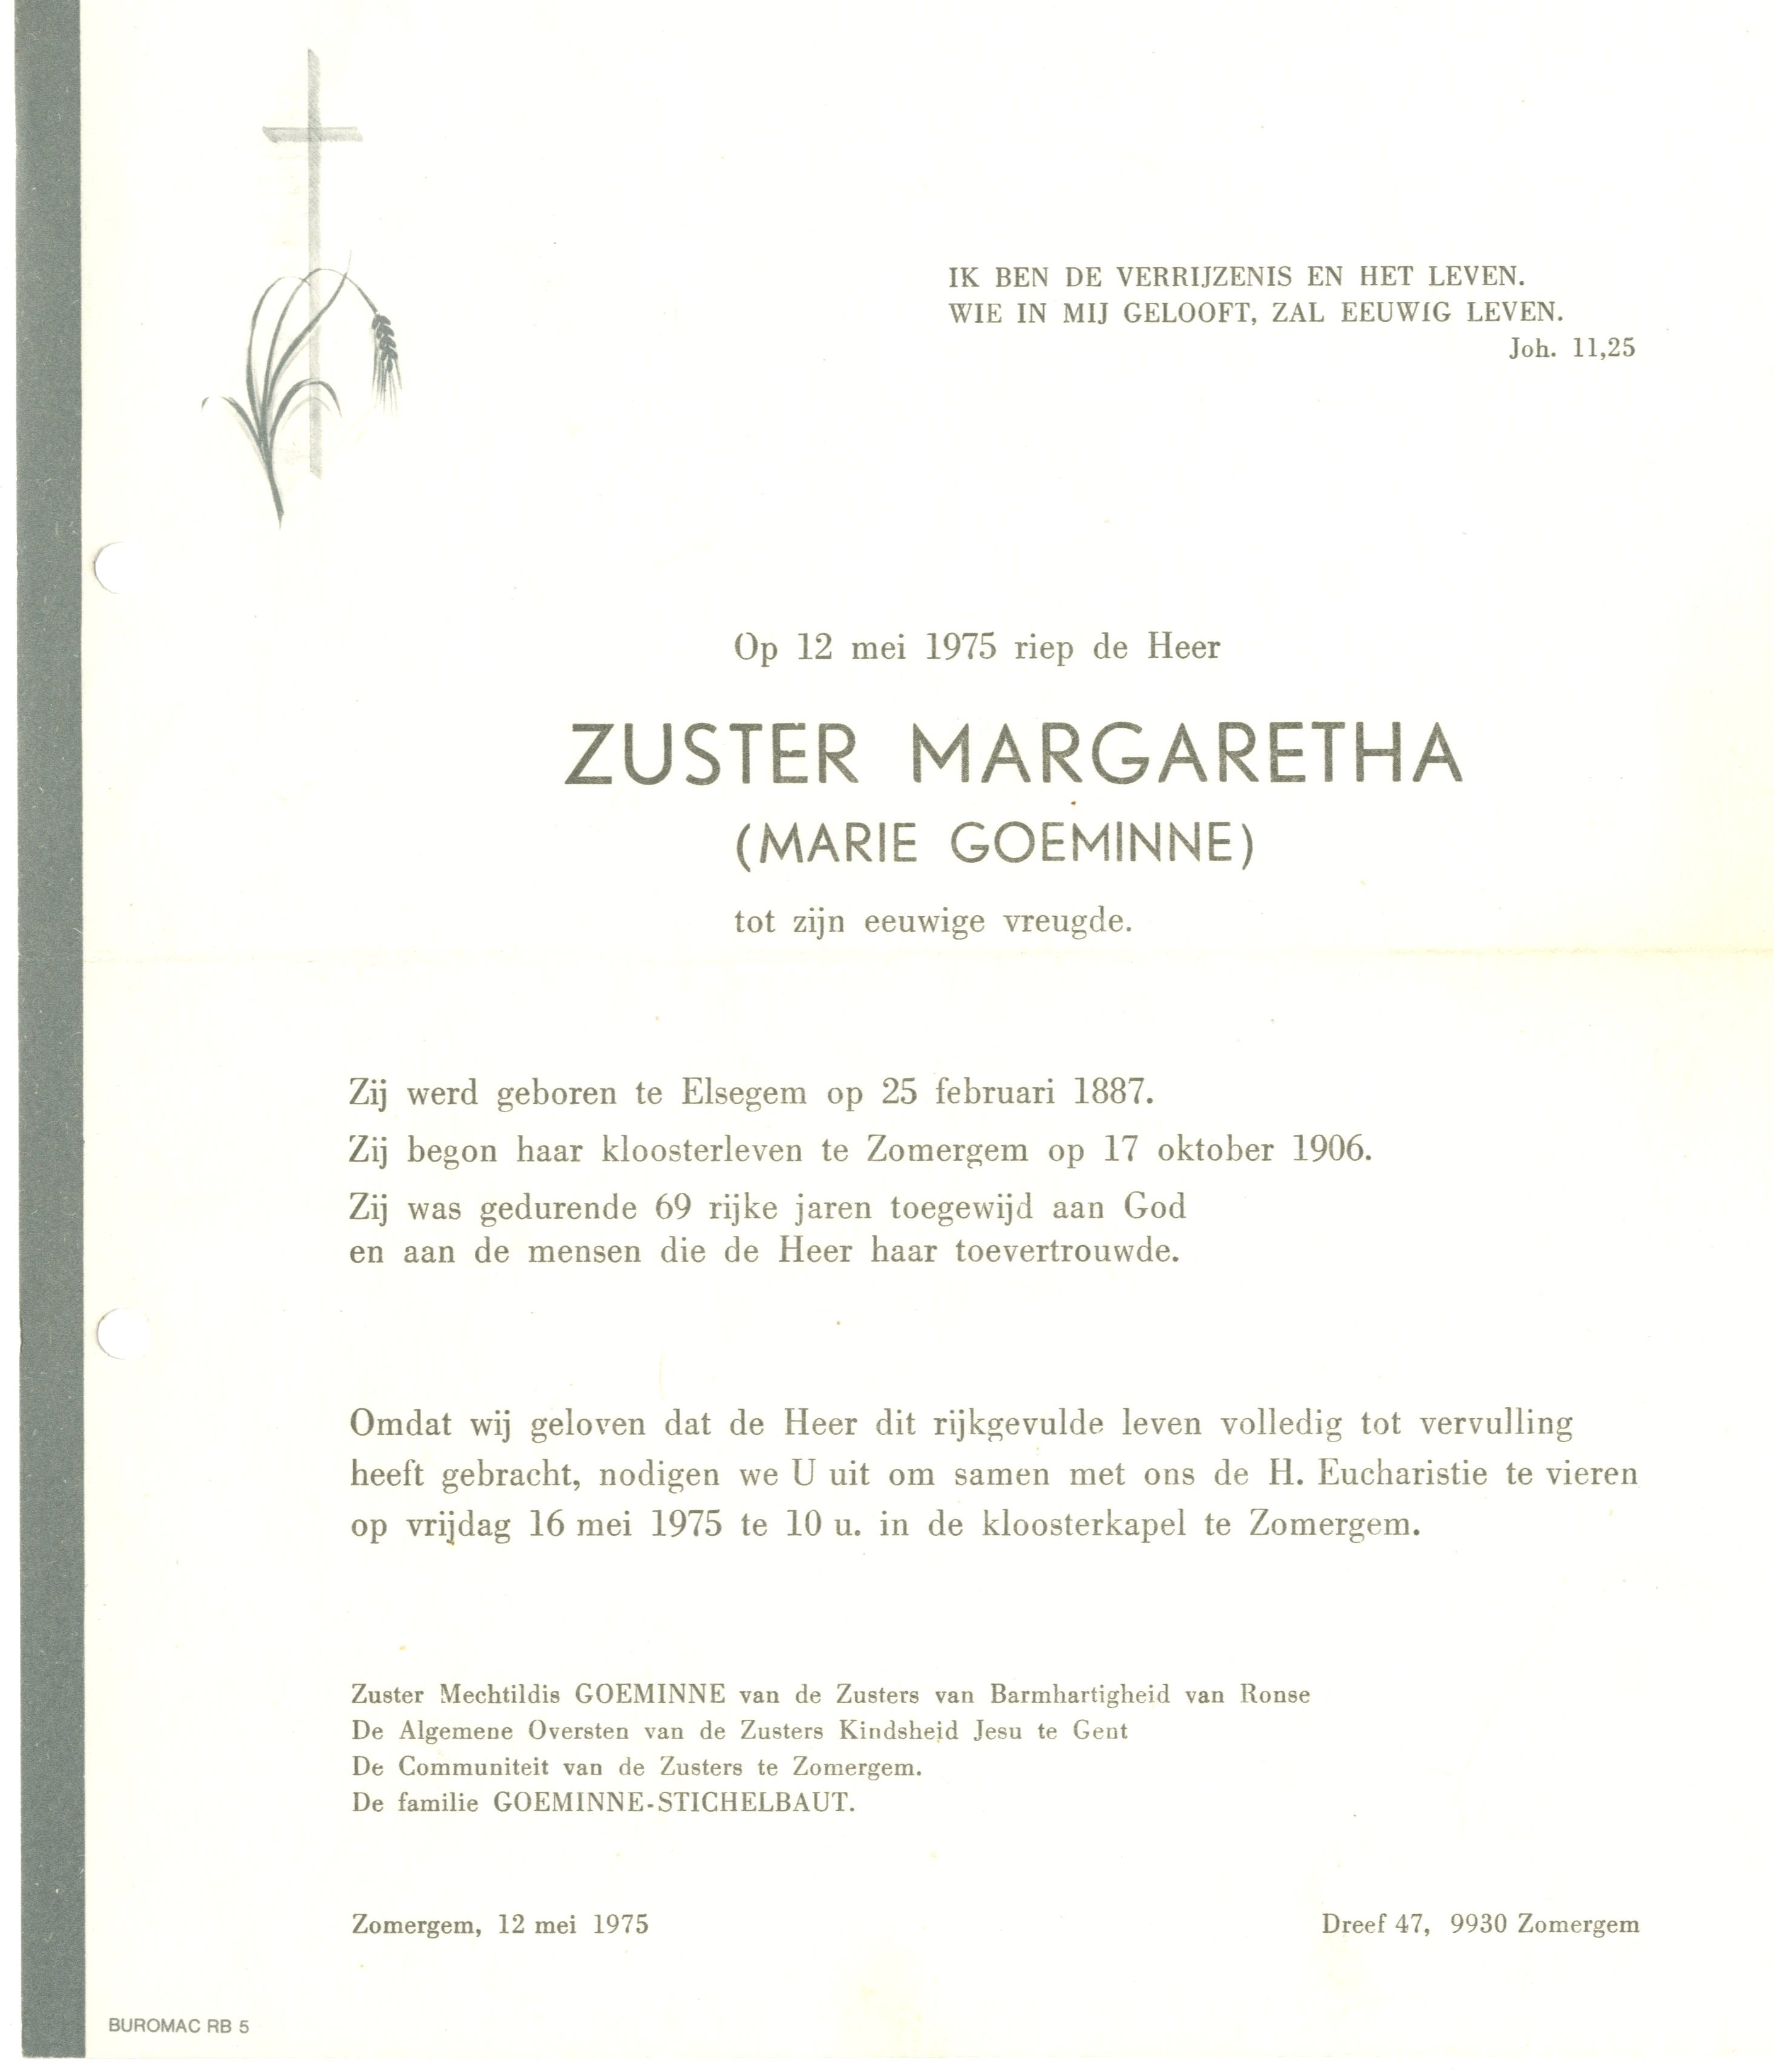 IK BEN DE VERRIJZENIS EN HET LEVEN.
WIE IN MIJ GELOOFT, ZAL EEUWIG LEVEN.
Joh. 11,25
Op 12 mei 1975 riep de Heer
ZUSTER MARGARETHA
(MARIE GOEMINNE)
tot zijn eeuwige vreugde.
Zij werd geboren te Elsegem op 25 februari 1887.
Zij begon haar kloosterleven te Zomergem op 17 oktober 1906.
Zij was gedurende 69 rijke jaren toegewijd aan God
en aan de mensen die de Heer haar toevertrouwde.
Omdat wij geloven dat de Heer dit rijkgevulde leven volledig tot vervulling
heeft gebracht, nodigen we U uit om samen met ons de H. Eucharistie te vieren
op vrijdag 16 mei 1975 te 10 u. in de kloosterkapel te Zomergem.
Zuster Mechtildis GOEMINNE van de Zusters van Barmhartigheid van Ronse
De Algemene Oversten van de Zusters Kindsheid Jesu te Gent
De Communiteit van de Zusters te Zomergem.
De familie GOEMINNE-STICHELBAUT.
Zomergem, 12 mei 1975
Dreef 47, 9930 Zomergem
BUROMAC RB 5